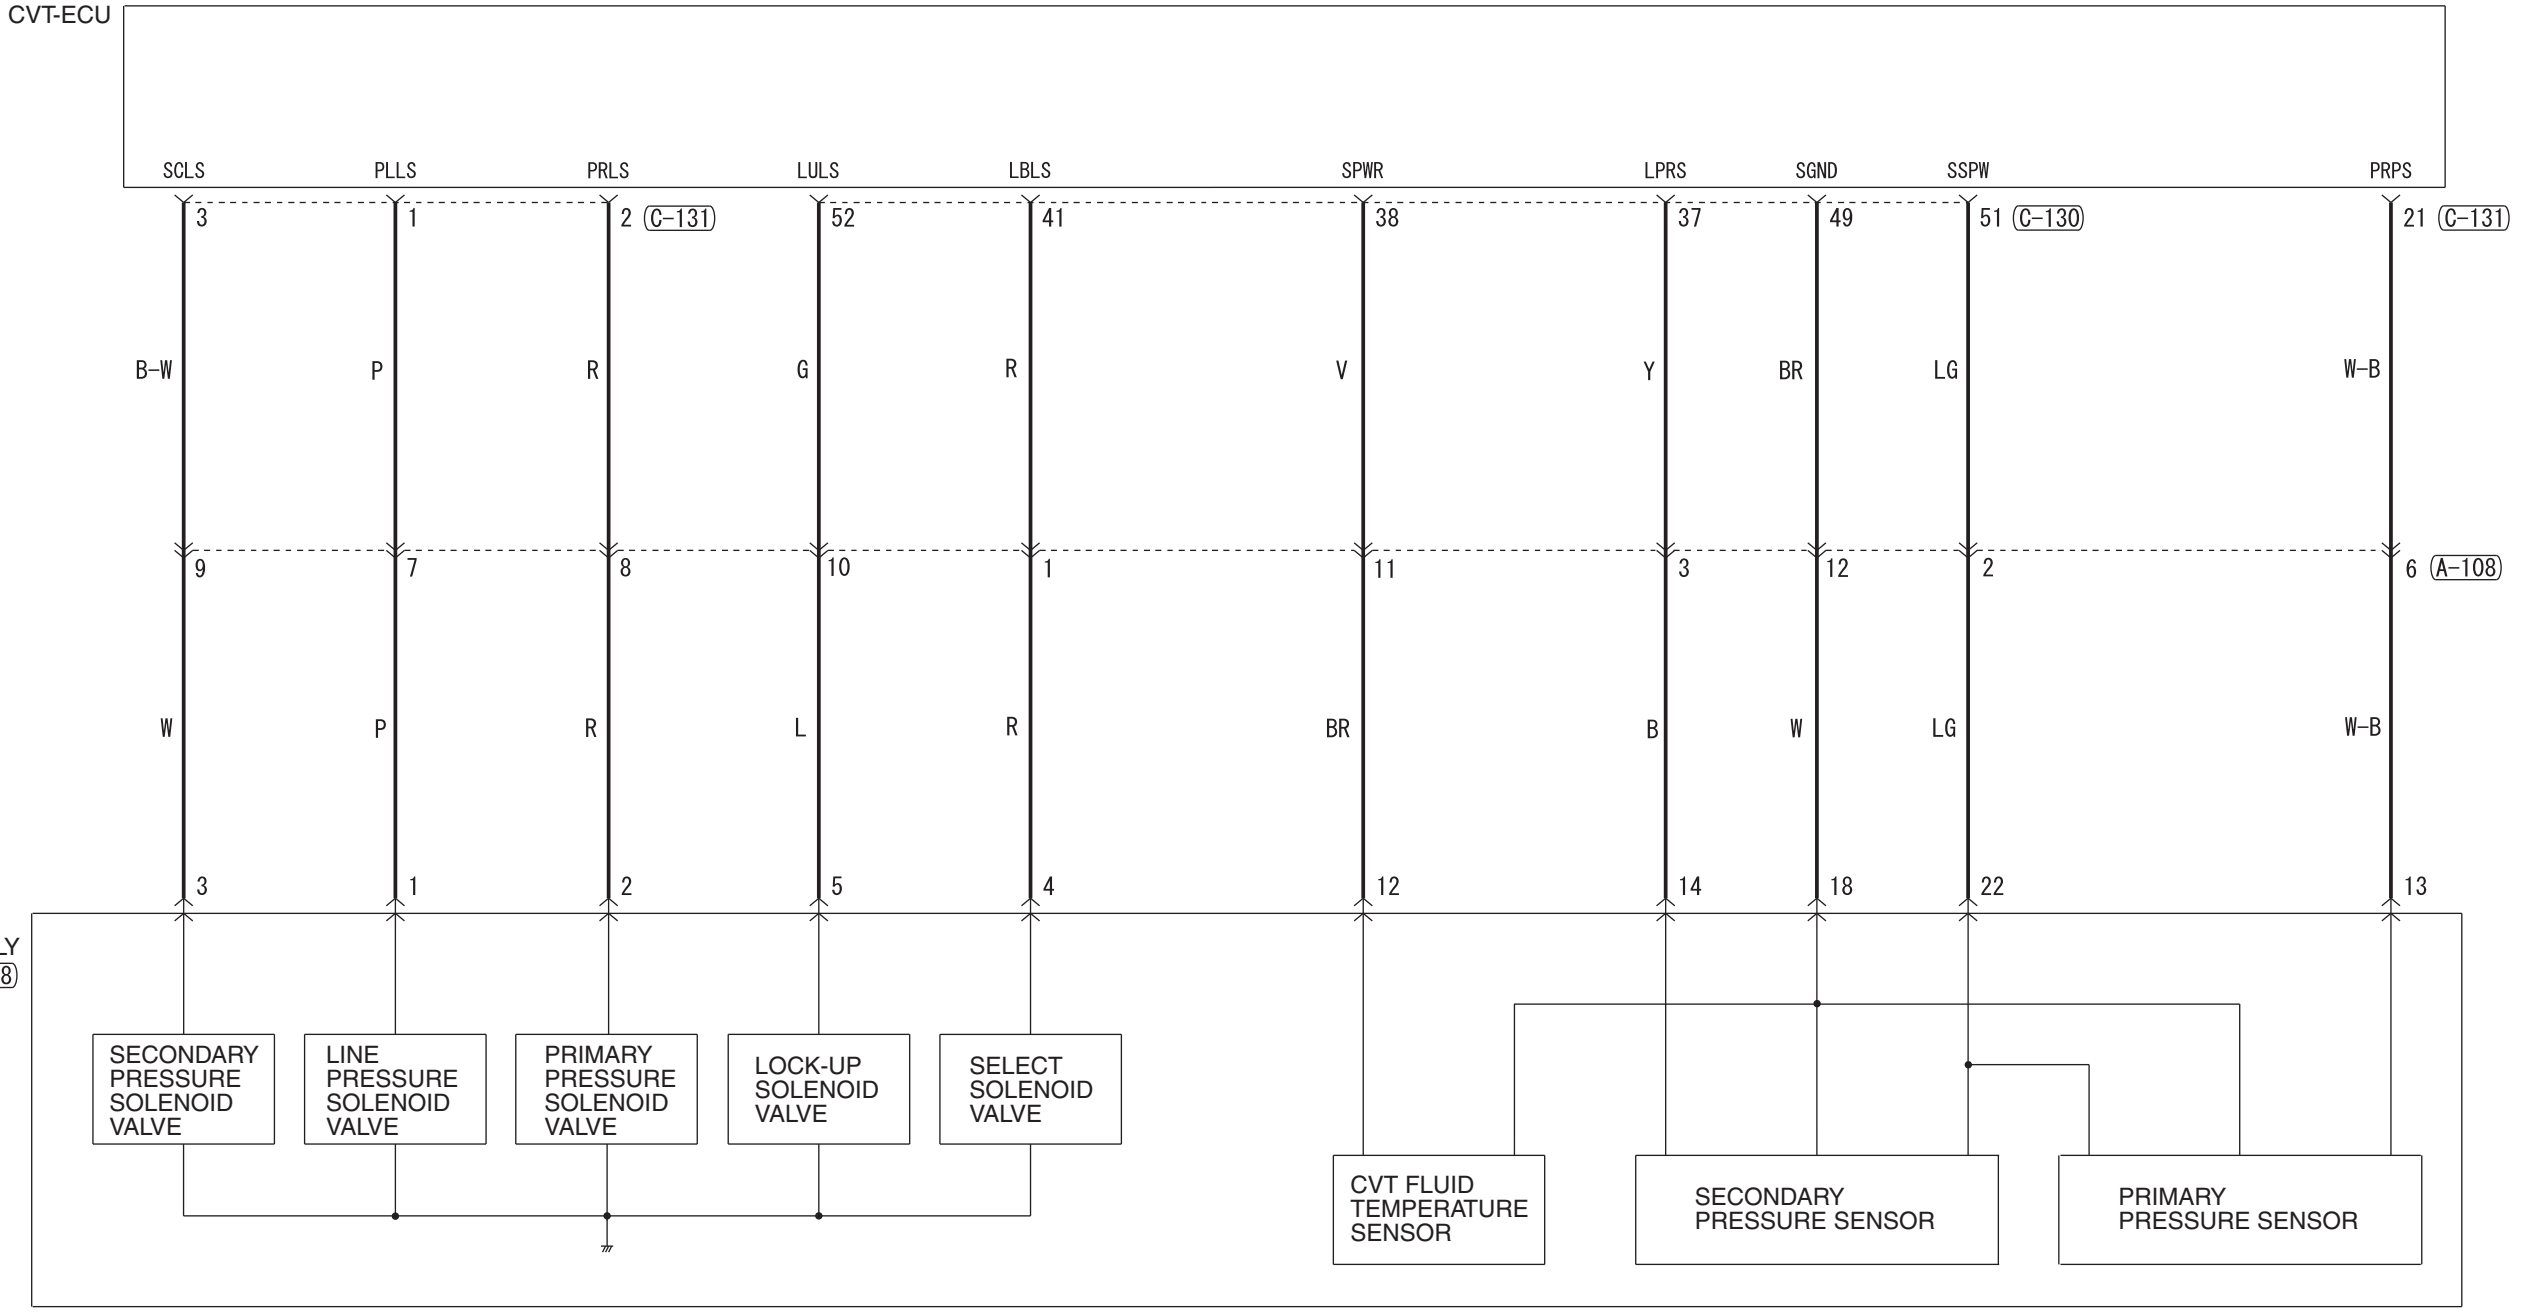 CVT-ECU
SCLS PLLS PRLS LULS LBLS SPWR LPRS SGND SSPW PRPS
3 1 2 C-131 52 41 38 37 49 51 C-130 21 C-131
B-W P R G R V Y BR LG W-B
9 7 8 10 1 11 3 12 2 6 A-108
W P R L R BR B W LG W-B
3 1 2 5 4 12 14 18 22 13
LY
8
SECONDARY
PRESSURE
SOLENOID
VALVE
LINE
PRESSURE
SOLENOID
VALVE
PRIMARY
PRESSURE
SOLENOID
VALVE
LOCK-UP
SOLENOID
VALVE
SELECT
SOLENOID
VALVE
CVT FLUID
TEMPERATURE
SENSOR
SECONDARY
PRESSURE SENSOR
PRIMARY
PRESSURE SENSOR